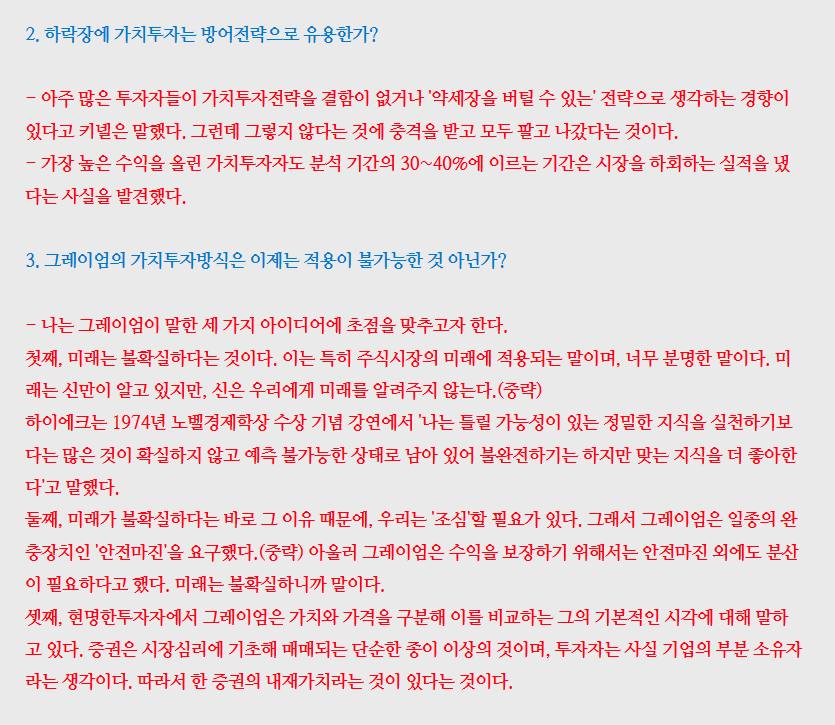 2. 하락장에 가치투자는 방어전략으로 유용한가?
- 아주 많은 투자자들이 가치투자전략을 결함이 없거나 '약세장을 버틸 수 있는' 전략으로 생각하는 경향이
있다고 키넬은 말했다. 그런데 그렇지 않다는 것에 충격을 받고 모두 팔고 나갔다는 것이다.
- 가장 높은 수익을 올린 가치투자자도 분석 기간의 30~40%에 이르는 기간은 시장을 하회하는 실적을 냈
다는 사실을 발견했다.
3. 그레이엄의 가치투자방식은 이제는 적용이 불가능한 것 아닌가?
- 나는 그레이엄이 말한 세 가지 아이디어에 초점을 맞추고자 한다.
첫째, 미래는 불확실하다는 것이다. 이는 특히 주식시장의 미래에 적용되는 말이며, 너무 분명한 말이다. 미
래는 신만이 알고 있지만, 신은 우리에게 미래를 알려주지 않는다.(중략)
하이에크는 1974년 노벨경제학상 수상 기념 강연에서 '나는 틀릴 가능성이 있는 정밀한 지식을 실천하기보
다는 많은 것이 확실하지 않고 예측 불가능한 상태로 남아 있어 불완전하기는 하지만 맞는 지식을 더 좋아한
다'고 말했다.
둘째, 미래가 불확실하다는 바로 그 이유 때문에, 우리는 '조심'할 필요가 있다. 그래서 그레이엄은 일종의 완
충장치인 '안전마진'을 요구했다.(중략) 아울러 그레이엄은 수익을 보장하기 위해서는 안전마진 외에도 분산
이 필요하다고 했다. 미래는 불확실하니까 말이다.
셋째, 현명한투자자에서 그레이엄은 가치와 가격을 구분해 이를 비교하는 그의 기본적인 시각에 대해 말하
고 있다. 증권은 시장심리에 기초해 매매되는 단순한 종이 이상의 것이며, 투자자는 사실 기업의 부분 소유자
라는 생각이다. 따라서 한 증권의 내재가치라는 것이 있다는 것이다.